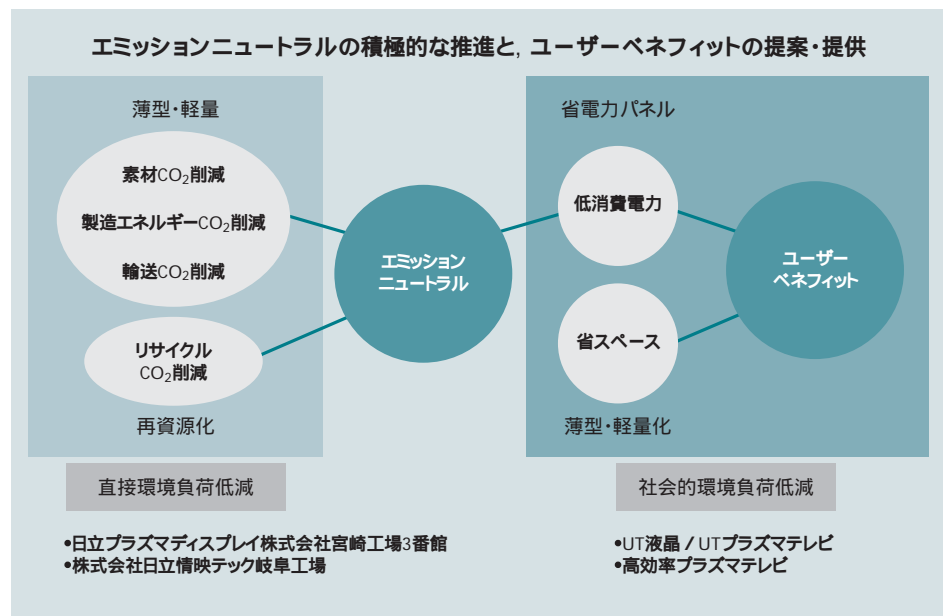 エミッションニュートラルの積極的な推進と，ユーザーベネフィットの提案・提供
薄型・軽量
素材CO₂削減
製造エネルギーCO₂削減
輸送CO₂削減
リサイクル
CO₂削減
再資源化
エミッション
ニュートラル
省電力パネル
低消費電力
省スペース
薄型・軽量化
ユーザー
ベネフィット
直接環境負荷低減
•日立プラズマディスプレイ株式会社宮崎工場3番館
•株式会社日立情映テック岐阜工場
社会的環境負荷低減
•UT液晶 / UTプラズマテレビ
•高効率プラズマテレビ